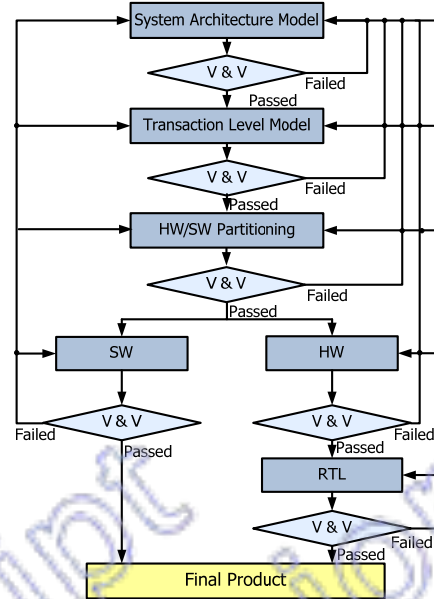 System Architecture Model
V & V
Failed
Passed
Transaction Level Model
V & V
Failed
Passed
HW/SW Partitioning
V & V
Failed
Passed
SW
HW
V & V
V & V
Failed
Failed
Passed
Passed
RTL
V & V
Failed
Passed
Final Product